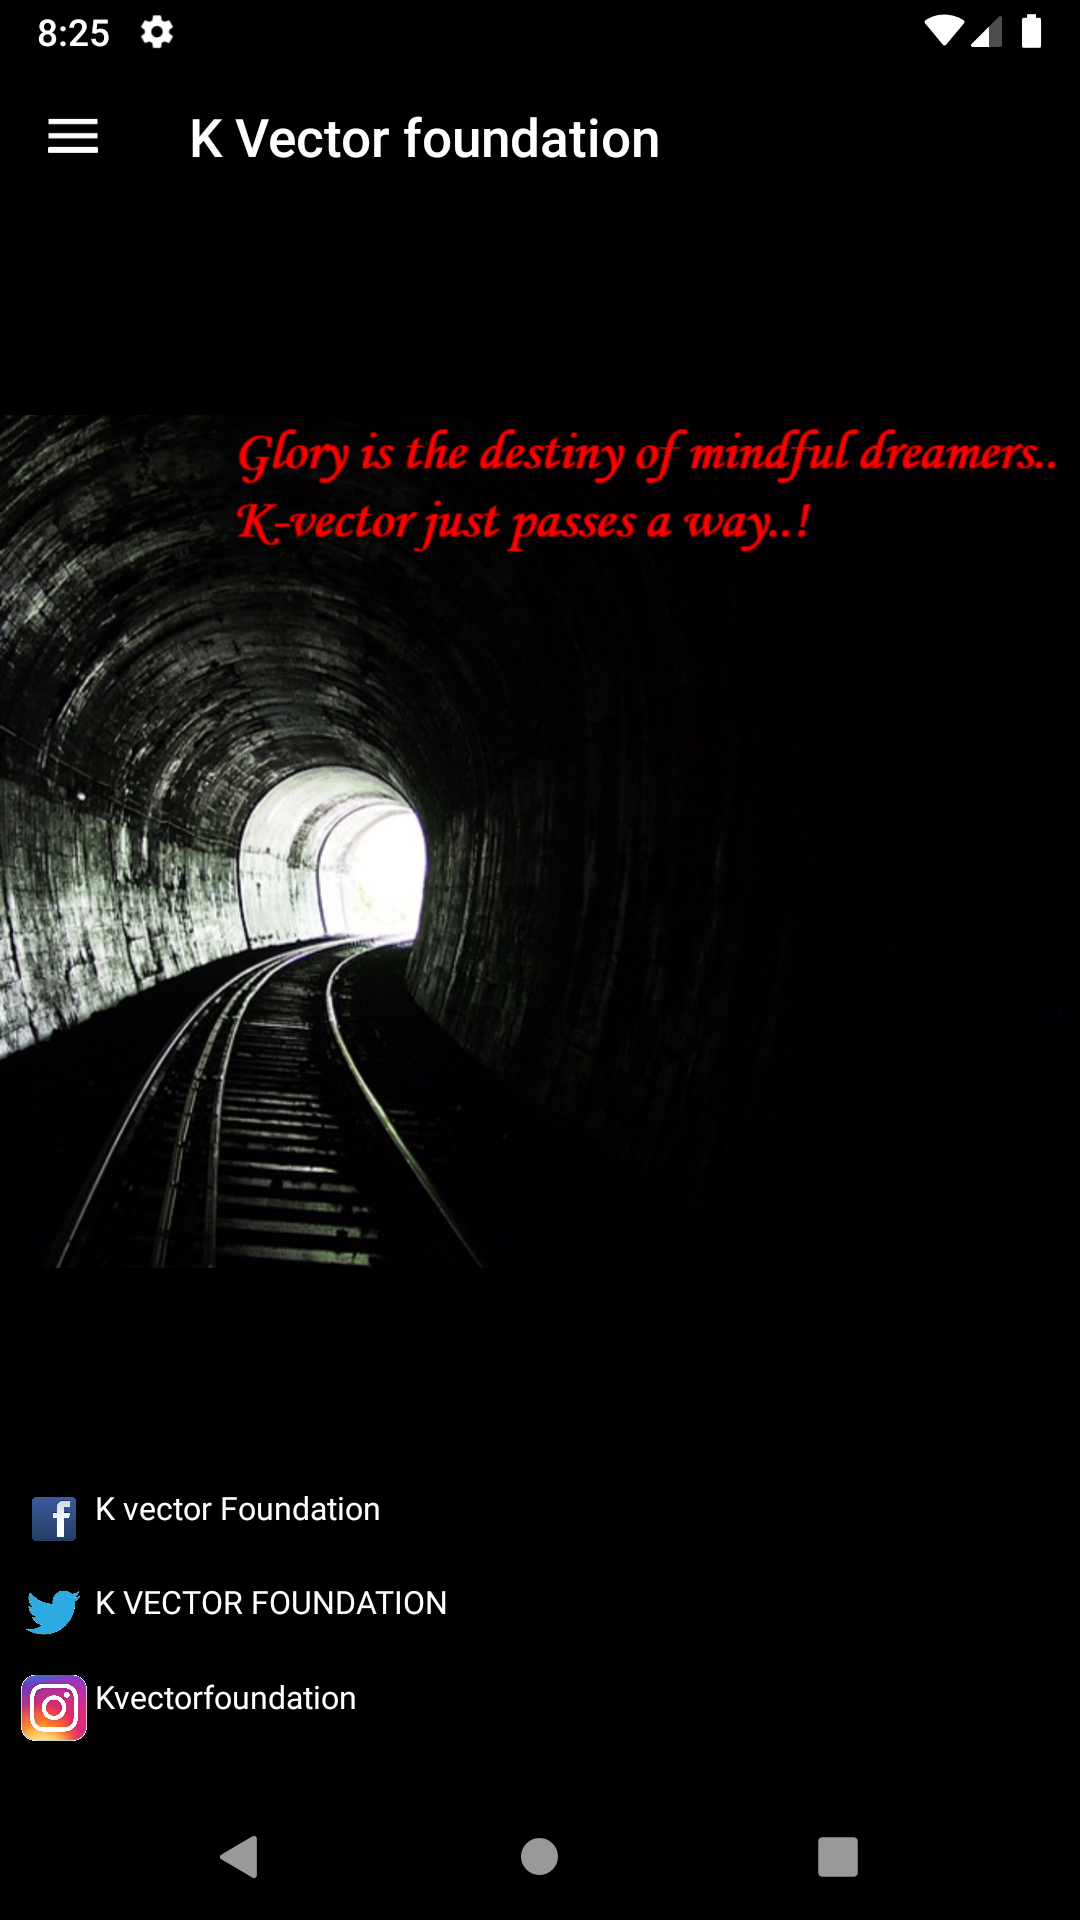 8:25
K Vector foundation
Glory is the destiny of mindful dreamers..
K-vector just passes a way..!
K vector Foundation
K VECTOR FOUNDATION
Kvectorfoundation